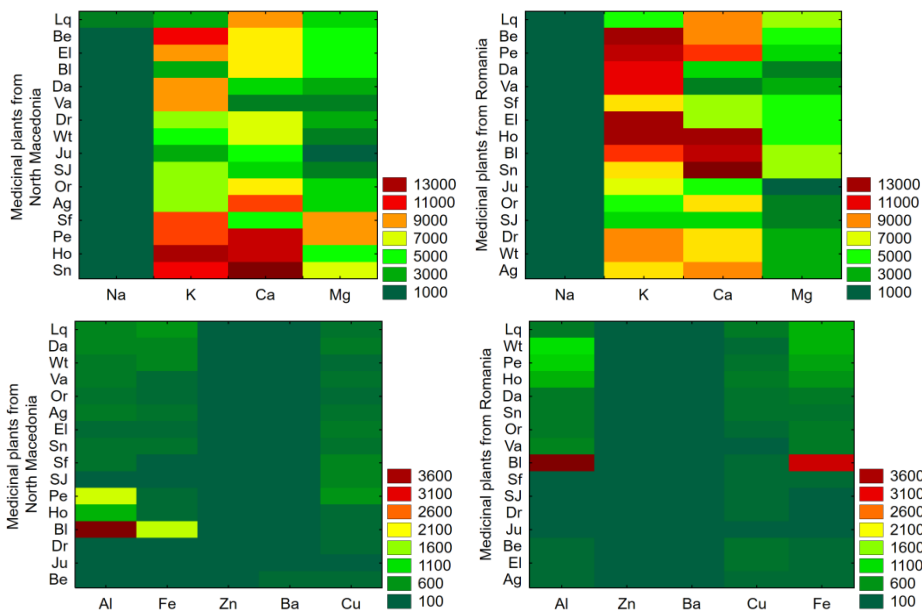 Medicinal plants from
North Macedonia
Lq
Be
El
Bl
Da
Va
Dr
Wt
Ju
SJ
Or
Ag
Sf
Pe
Ho
Sn
Na K Ca Mg
13000
11000
9000
7000
5000
3000
1000
Medicinal plants from Romania
Lq
Be
Pe
Da
Va
Sf
El
Ho
Bl
Sn
Ju
Or
SJ
Dr
Wt
Ag
Na K Ca Mg
13000
11000
9000
7000
5000
3000
1000
Medicinal plants from
North Macedonia
Lq
Da
Wt
Va
Or
Ag
El
Sn
Sf
SJ
Pe
Ho
Bl
Dr
Ju
Be
Al Fe Zn Ba Cu
3600
3100
2600
2100
1600
1100
600
100
Medicinal plants from Romania
Lq
Wt
Pe
Ho
Da
Sn
Or
Va
Bl
Sf
SJ
Dr
Ju
Be
El
Ag
Al Zn Ba Cu Fe
3600
3100
2600
2100
1600
1100
600
100